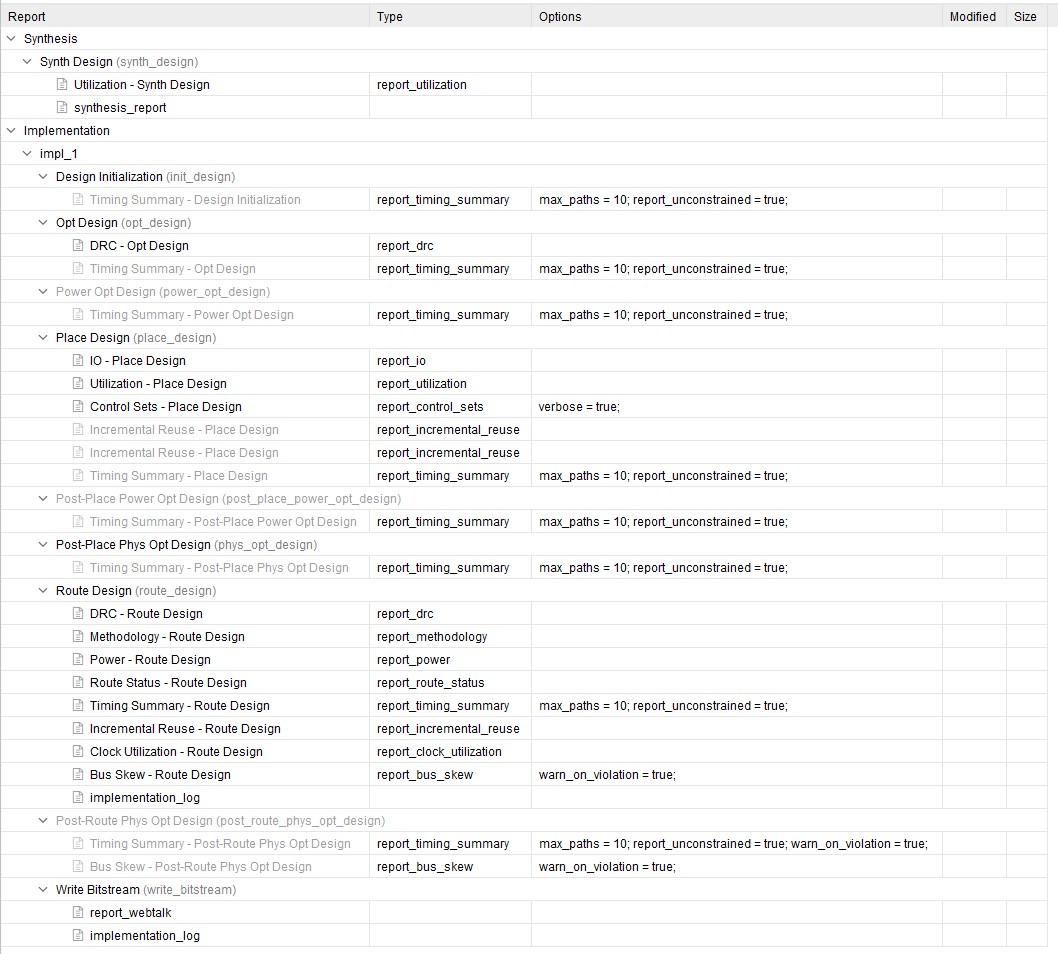 Report Type Options Modified Size
Synthesis
Synth Design (synth_design)
Utilization - Synth Design report_utilization
synthesis_report
Implementation
impl_1
Design Initialization (init_design)
Timing Summary - Design Initialization report_timing_summary max_paths = 10; report_unconstrained = true;
Opt Design (opt_design)
DRC - Opt Design report_drc
Timing Summary - Opt Design report_timing_summary max_paths = 10; report_unconstrained = true;
Power Opt Design (power_opt_design)
Timing Summary - Power Opt Design report_timing_summary max_paths = 10; report_unconstrained = true;
Place Design (place_design)
IO - Place Design report_io
Utilization - Place Design report_utilization
Control Sets - Place Design report_control_sets verbose = true;
Incremental Reuse - Place Design report_incremental_reuse
Incremental Reuse - Place Design report_incremental_reuse
Timing Summary - Place Design report_timing_summary max_paths = 10; report_unconstrained = true;
Post-Place Power Opt Design (post_place_power_opt_design)
Timing Summary - Post-Place Power Opt Design report_timing_summary max_paths = 10; report_unconstrained = true;
Post-Place Phys Opt Design (phys_opt_design)
Timing Summary - Post-Place Phys Opt Design report_timing_summary max_paths = 10; report_unconstrained = true;
Route Design (route_design)
DRC - Route Design report_drc
Methodology - Route Design report_methodology
Power - Route Design report_power
Route Status - Route Design report_route_status
Timing Summary - Route Design report_timing_summary max_paths = 10; report_unconstrained = true;
Incremental Reuse - Route Design report_incremental_reuse
Clock Utilization - Route Design report_clock_utilization
Bus Skew - Route Design report_bus_skew warn_on_violation = true;
implementation_log
Post-Route Phys Opt Design (post_route_phys_opt_design)
Timing Summary - Post-Route Phys Opt Design report_timing_summary max_paths = 10; report_unconstrained = true; warn_on_violation = true;
Bus Skew - Post-Route Phys Opt Design report_bus_skew warn_on_violation = true;
Write Bitstream (write_bitstream)
report_webtalk
implementation_log